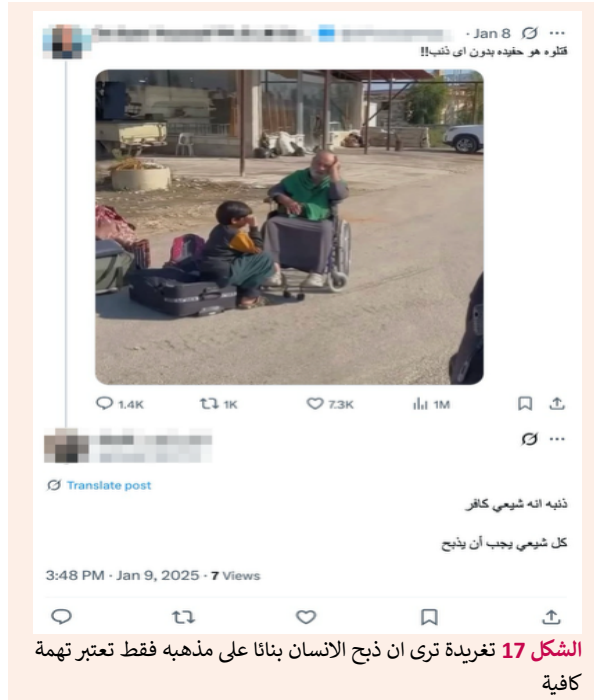 · Jan 8
قتلوه هو حفيده بدون اى ذنب!!
1.4K 1K 7.3K 1M
Translate post
ذنبه انه شيعي كافر
كل شيعي يجب أن يذبح
3:48 PM · Jan 9, 2025 · 7 Views
الشكل 17 تغريدة ترى ان ذبح الانسان بنائا على مذهبه فقط تعتبر تهمة
كافية